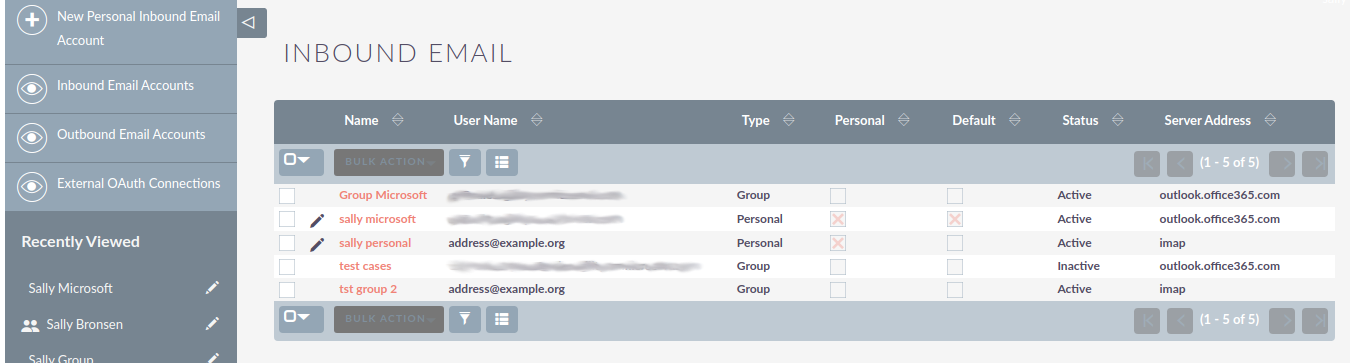 New Personal Inbound Email
Account
Inbound Email Accounts
Outbound Email Accounts
External OAuth Connections
Recently Viewed
Sally Microsoft
Sally Bronsen
Sally Group
INBOUND EMAIL
Name User Name Type Personal Default Status Server Address
BULK ACTION (1 - 5 of 5)
Group Microsoft Group Active outlook.office365.com
sally microsoft Personal Active outlook.office365.com
sally personal address@example.org Personal Active imap
test cases Group Inactive outlook.office365.com
tst group 2 address@example.org Group Active imap
BULK ACTION (1 - 5 of 5)